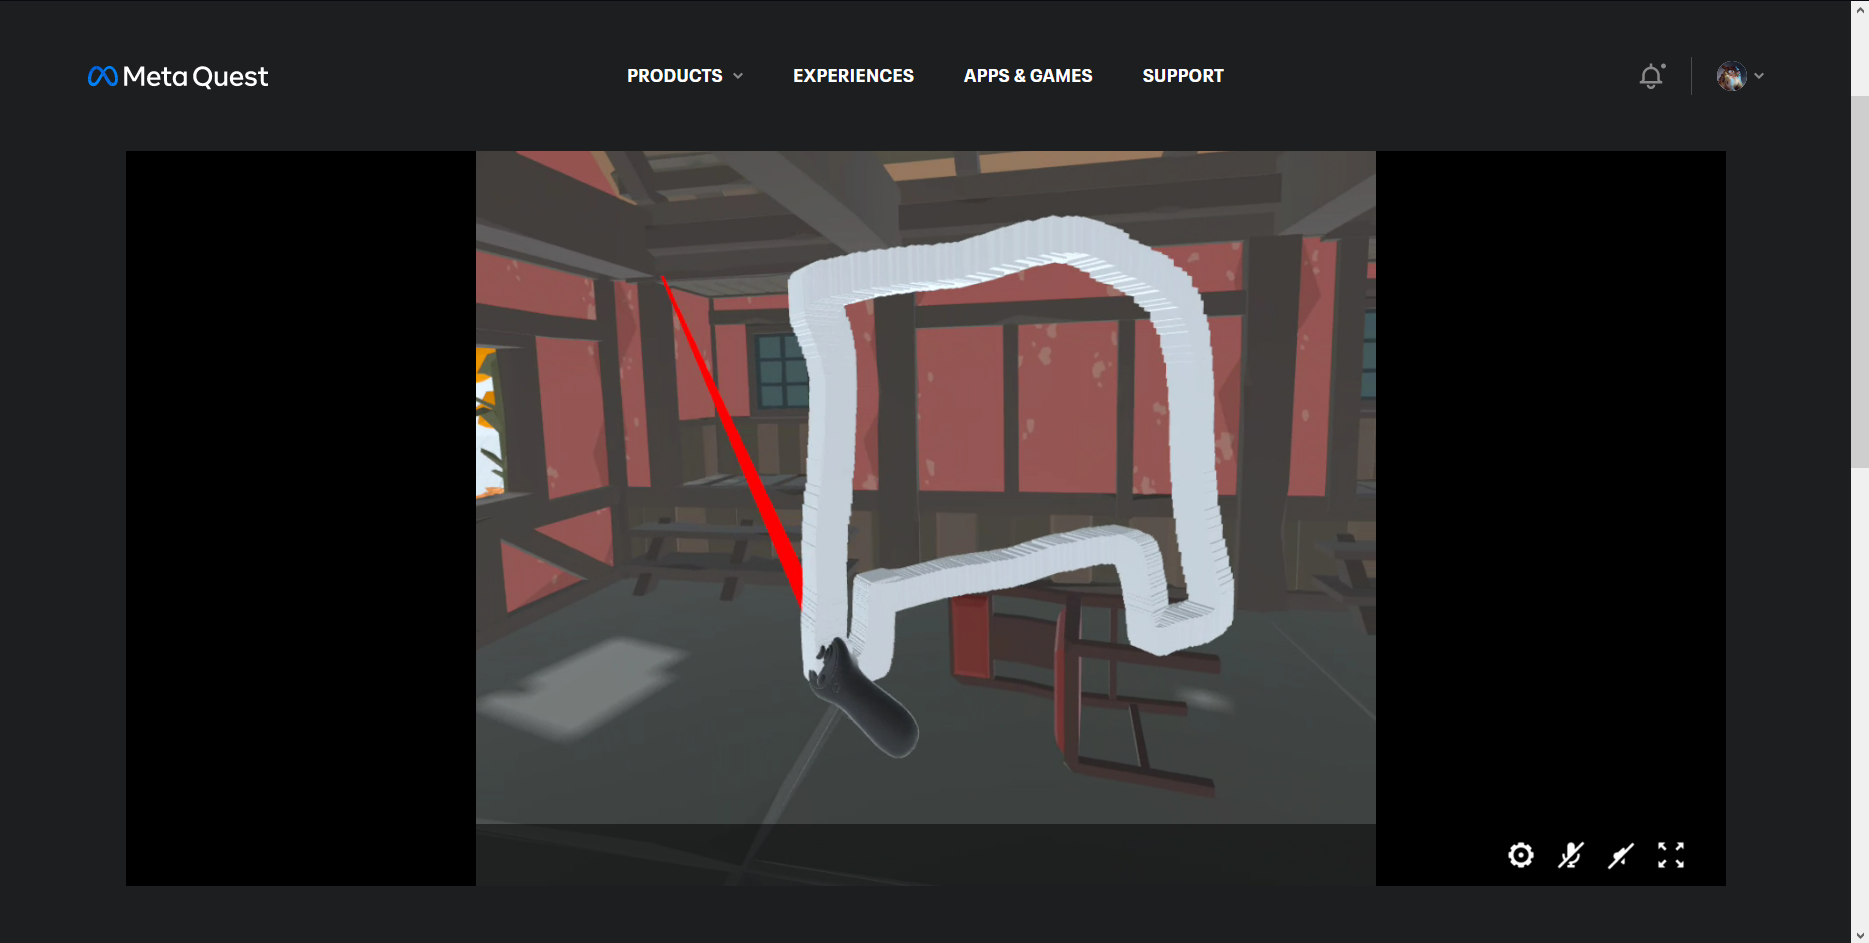 Meta Quest
PRODUCTS
EXPERIENCES
APPS & GAMES
SUPPORT